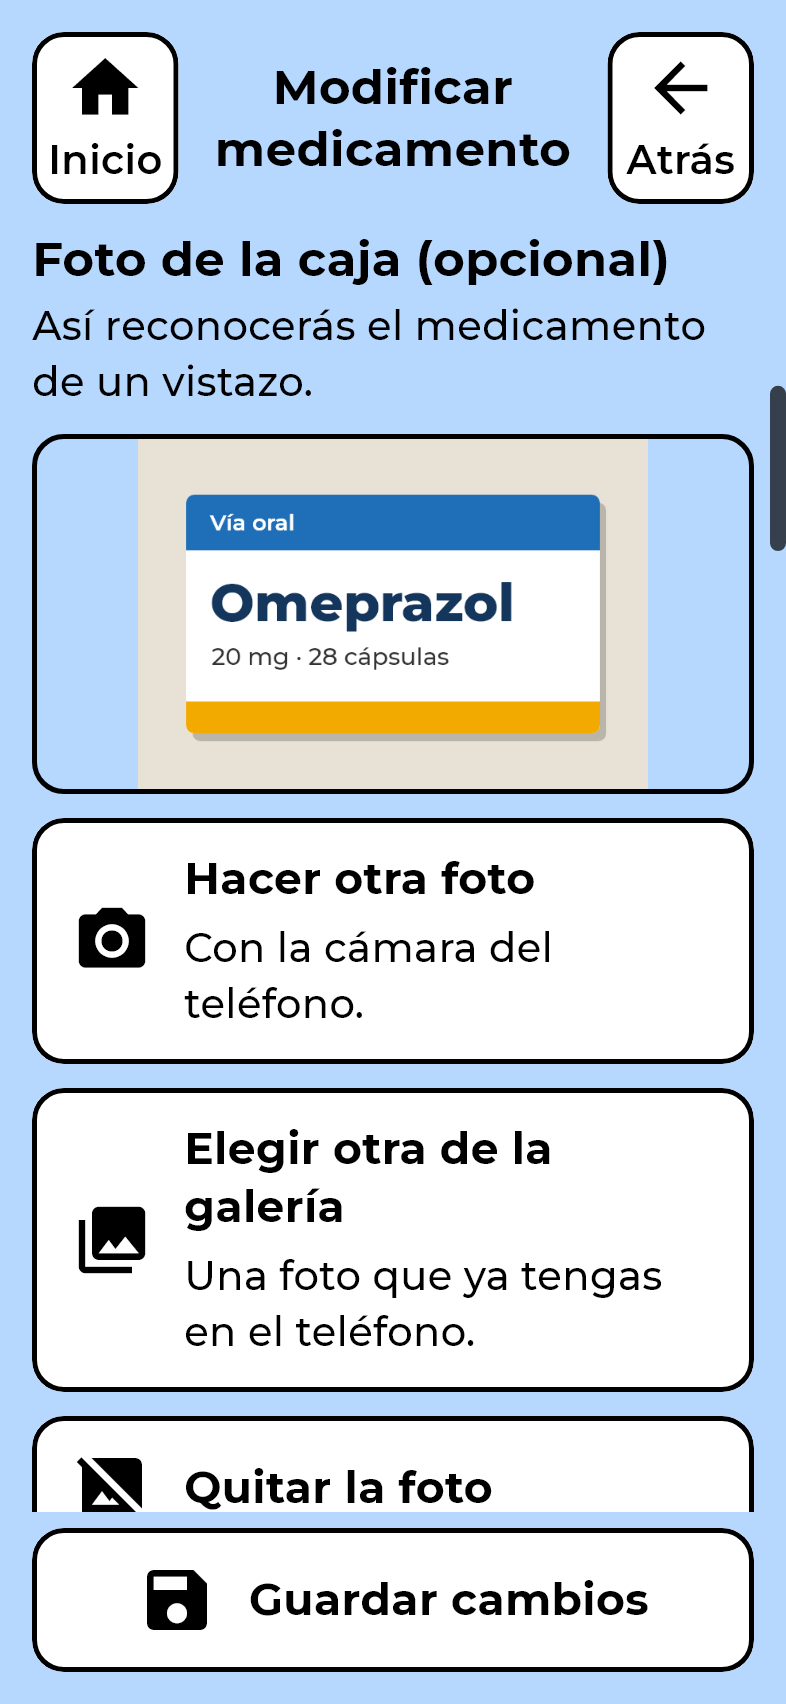 Inicio
Modificar
medicamento
Atrás
Foto de la caja (opcional)
Así reconocerás el medicamento
de un vistazo.
Vía oral
Omeprazol
20 mg · 28 cápsulas
Hacer otra foto
Con la cámara del
teléfono.
Elegir otra de la
galería
Una foto que ya tengas
en el teléfono.
Quitar la foto
Guardar cambios